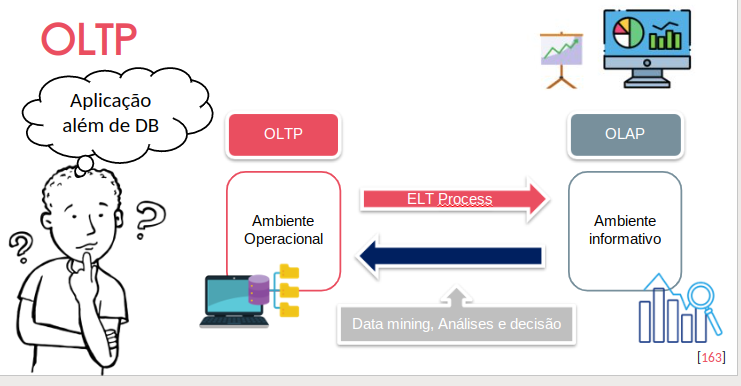 OLTP
Aplicação
além de DB
OLTP
OLAP
Ambiente
Operacional
ELT Process
Ambiente
informativo
Data mining, Análises e decisão
[163]